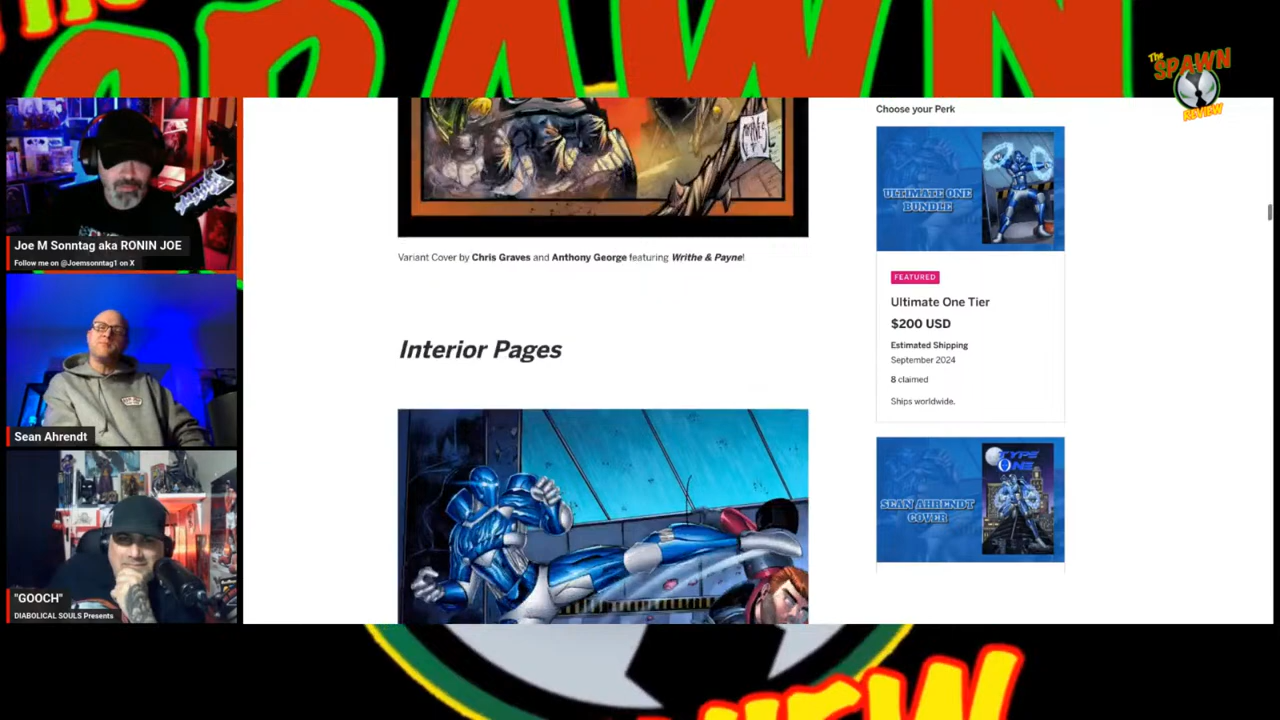 The
SPAWN
The
SPAWN
REVIEW
Joe M Sonntag aka RONIN JOE
Follow me on @Joemsonntag1 on X
Sean Ahrendt
"GOOCH"
DIABOLICAL SOULS Presents
Variant Cover by Chris Graves and Anthony George featuring Writhe & Payne!
Interior Pages
Choose your Perk
ULTIMATE ONE
BUNDLE
FEATURED
Ultimate One Tier
$200 USD
Estimated Shipping
September 2024
8 claimed
Ships worldwide.
SEAN AHRENDT
COVER
TYPE
ONE
REVIEW